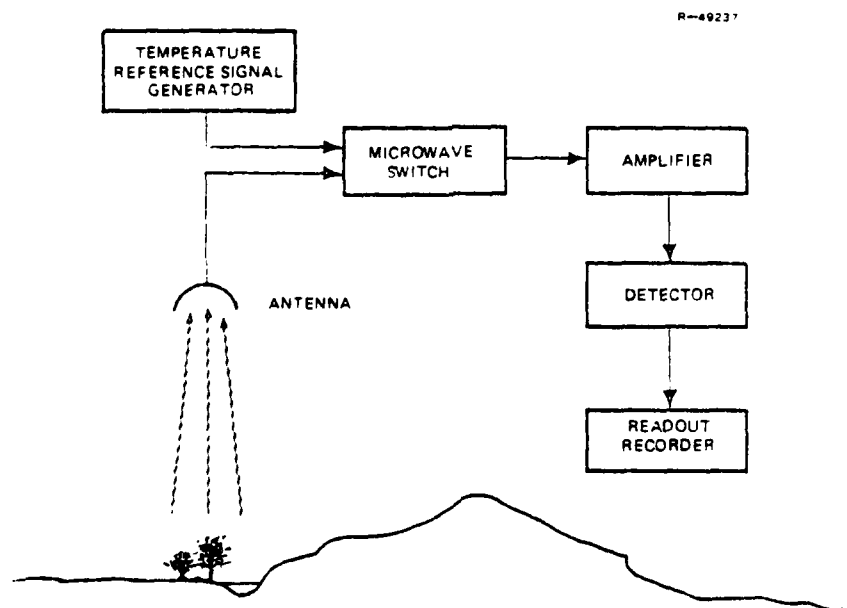 R-49237
TEMPERATURE
REFERENCE SIGNAL
GENERATOR
MICROWAVE
SWITCH
AMPLIFIER
ANTENNA
DETECTOR
READOUT
RECORDER